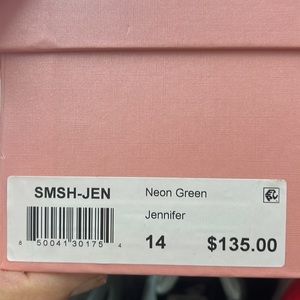 SMSH-JEN
Neon Green
Jennifer
8 50041 30175 4
14 $135.00